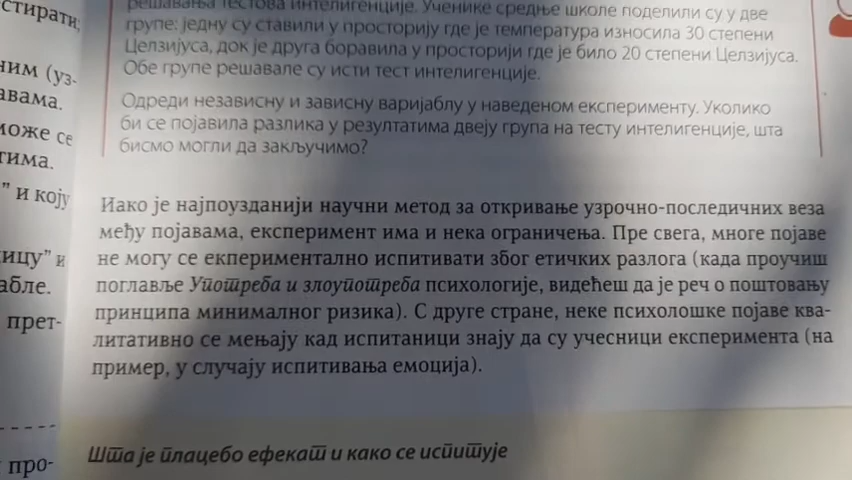 стирати;
ним (уз-
авама.
може се
тима.
" и коју
ицу" и
абле.
прет-
про-
решавања тестова интелигенције. Ученике средње школе поделили су у две
групе: једну су ставили у просторију где је температура износила 30 степени
Целзијуса, док је друга боравила у просторији где је било 20 степени Целзијуса.
Обе групе решавале су исти тест интелигенције.
Одреди независну и зависну варијаблу у наведеном експерименту. Уколико
би се појавила разлика у резултатима двеју група на тесту интелигенције, шта
бисмо могли да закључимо?
Иако је најпоузданији научни метод за откривање узрочно-последичних веза
међу појавама, експеримент има и нека ограничења. Пре свега, многе појаве
не могу се екпериментално испитивати због етичких разлога (када проучиш
поглавље Употреба и злоупотреба психологије, видећеш да је реч о поштовању
принципа минималног ризика). С друге стране, неке психолошке појаве ква-
литативно се мењају кад испитаници знају да су учесници експеримента (на
пример, у случају испитивања емоција).
Шта је плацебо ефекат и како се испитује